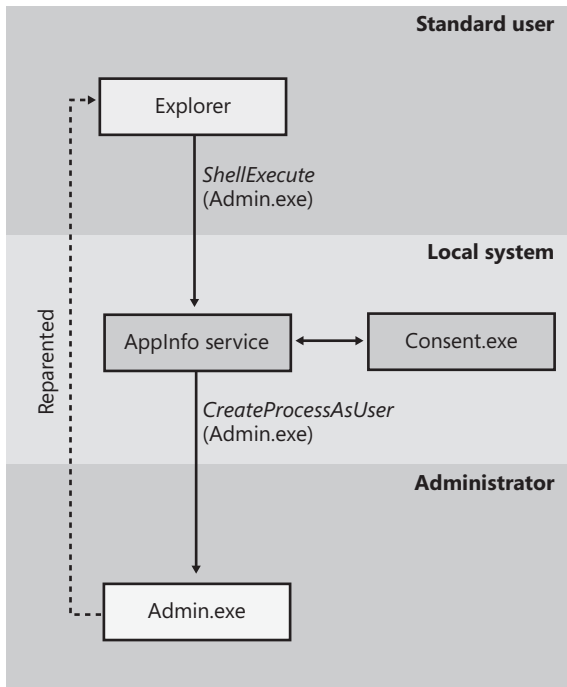 Standard user
Explorer
ShellExecute
(Admin.exe)
Local system
AppInfo service
Consent.exe
Reparented
CreateProcessAsUser
(Admin.exe)
Administrator
Admin.exe